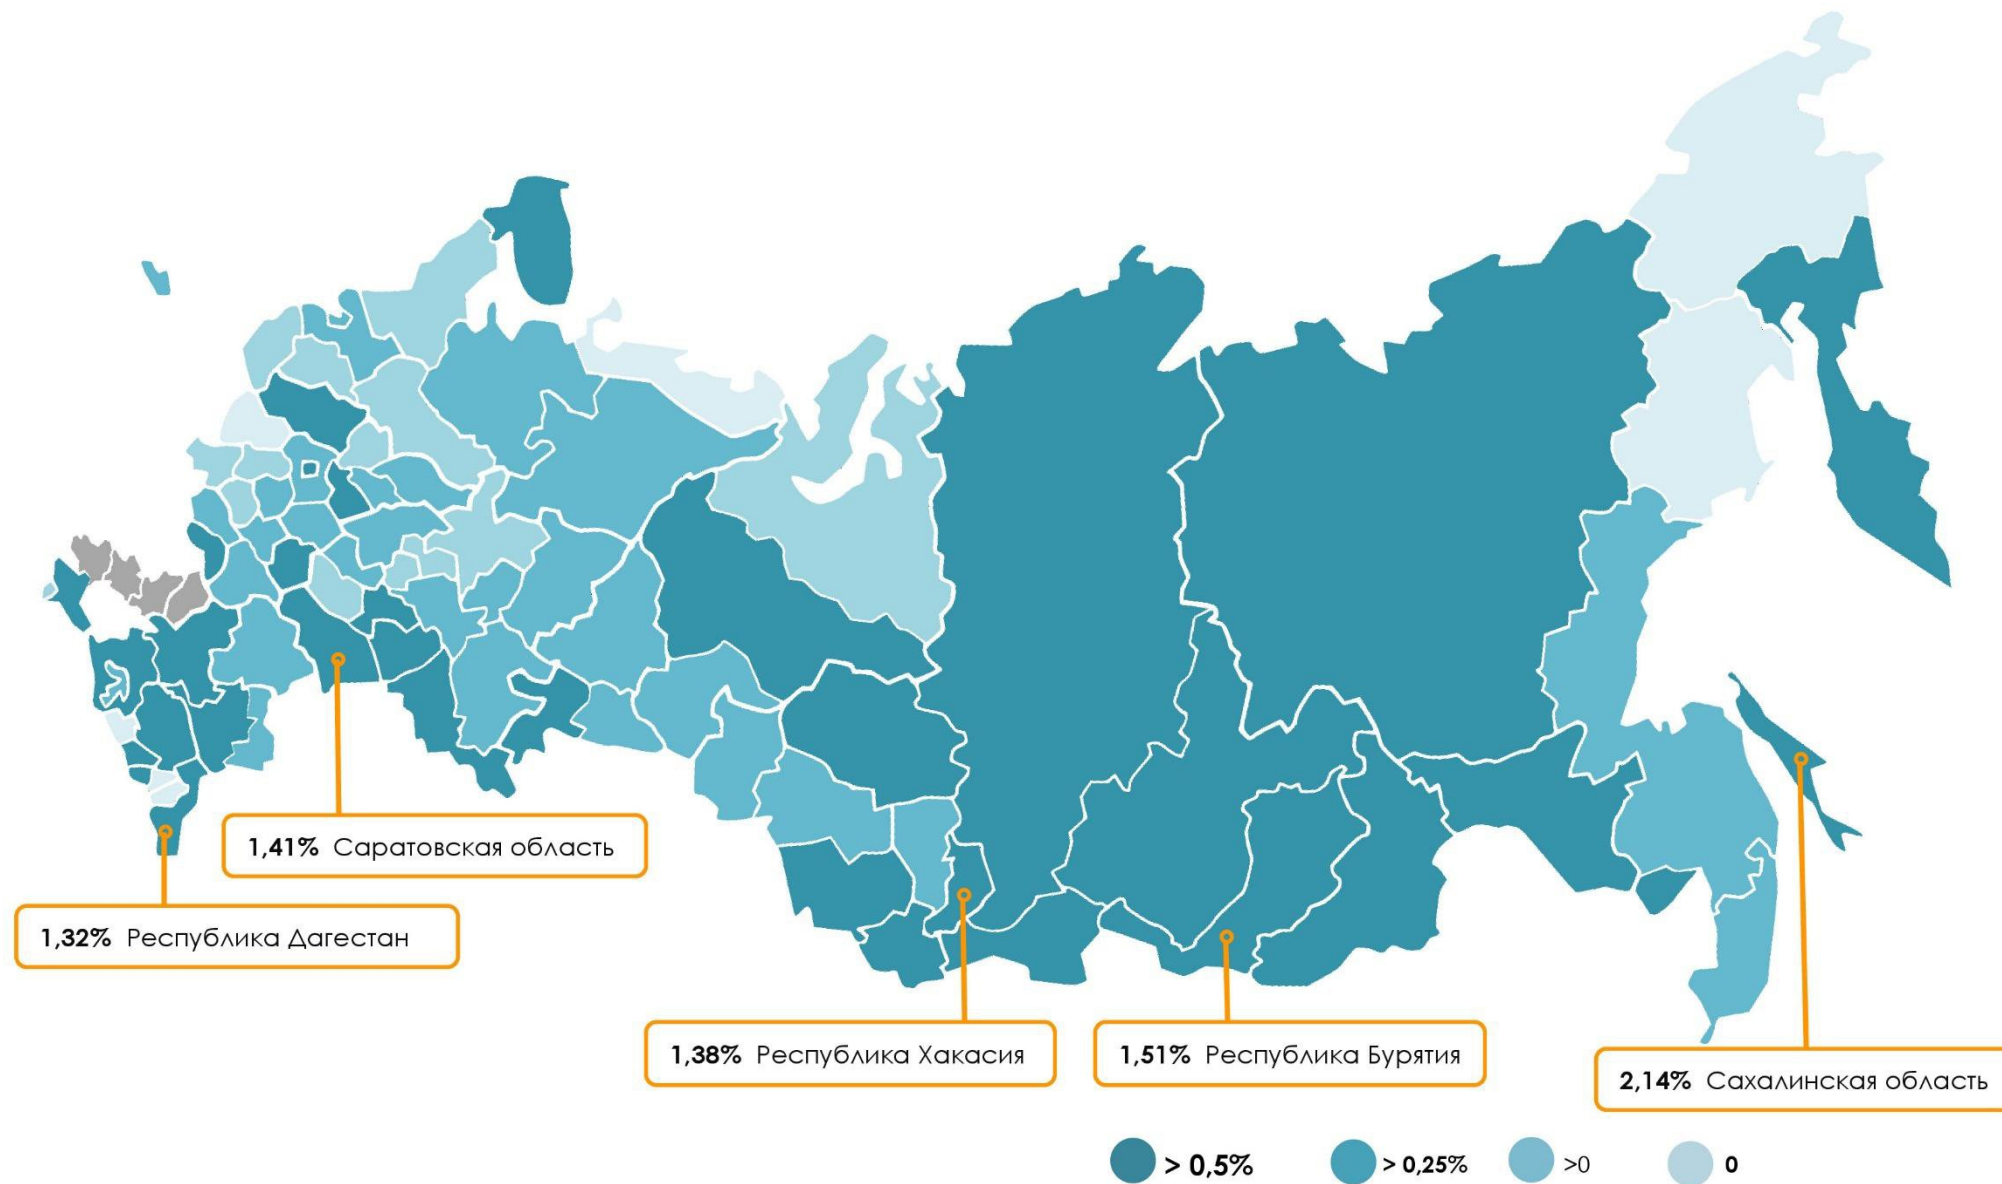 1,41% Саратовская область
1,32% Республика Дагестан
1,38% Республика Хакасия
1,51% Республика Бурятия
2,14% Сахалинская область
> 0,5%
> 0,25%
>0
0